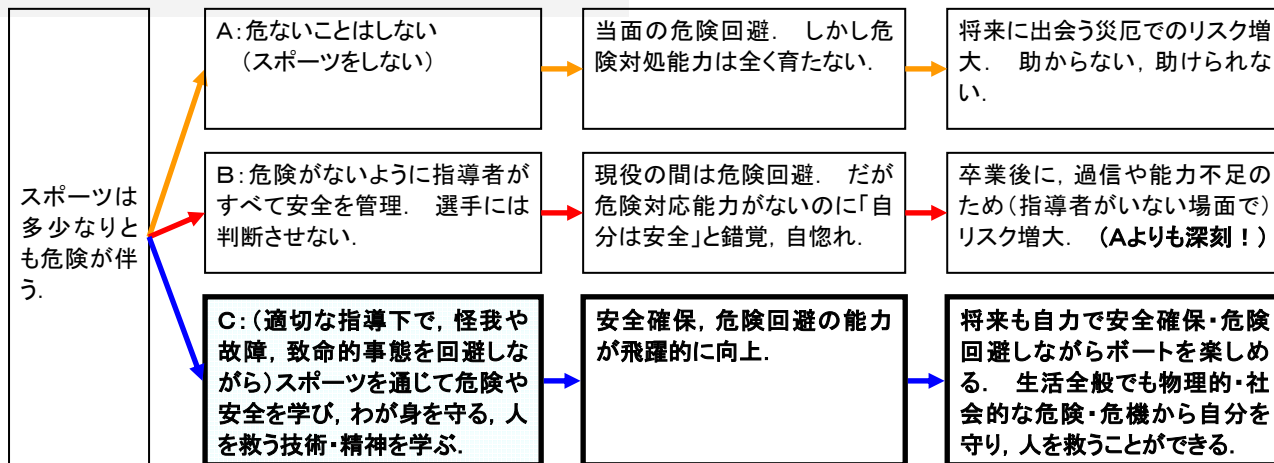 スポーツは
多少なりと
も危険が伴
う．
A：危ないことはしない
（スポーツをしない）
当面の危険回避． しかし危
険対処能力は全く育たない．
将来に出会う災厄でのリスク増
大． 助からない，助けられな
い．
B：危険がないように指導者が
すべて安全を管理． 選手には
判断させない．
現役の間は危険回避． だが
危険対応能力がないのに「自
分は安全」と錯覚，自惚れ．
卒業後に，過信や能力不足の
ため（指導者がいない場面で）
リスク増大． （Aよりも深刻！）
C：（適切な指導下で，怪我や
故障，致命的事態を回避しな
がら）スポーツを通じて危険や
安全を学び，わが身を守る，人
を救う技術・精神を学ぶ．
安全確保，危険回避の能力
が飛躍的に向上．
将来も自力で安全確保・危険
回避しながらボートを楽しめ
る． 生活全般でも物理的・社
会的な危険・危機から自分を
守り，人を救うことができる．